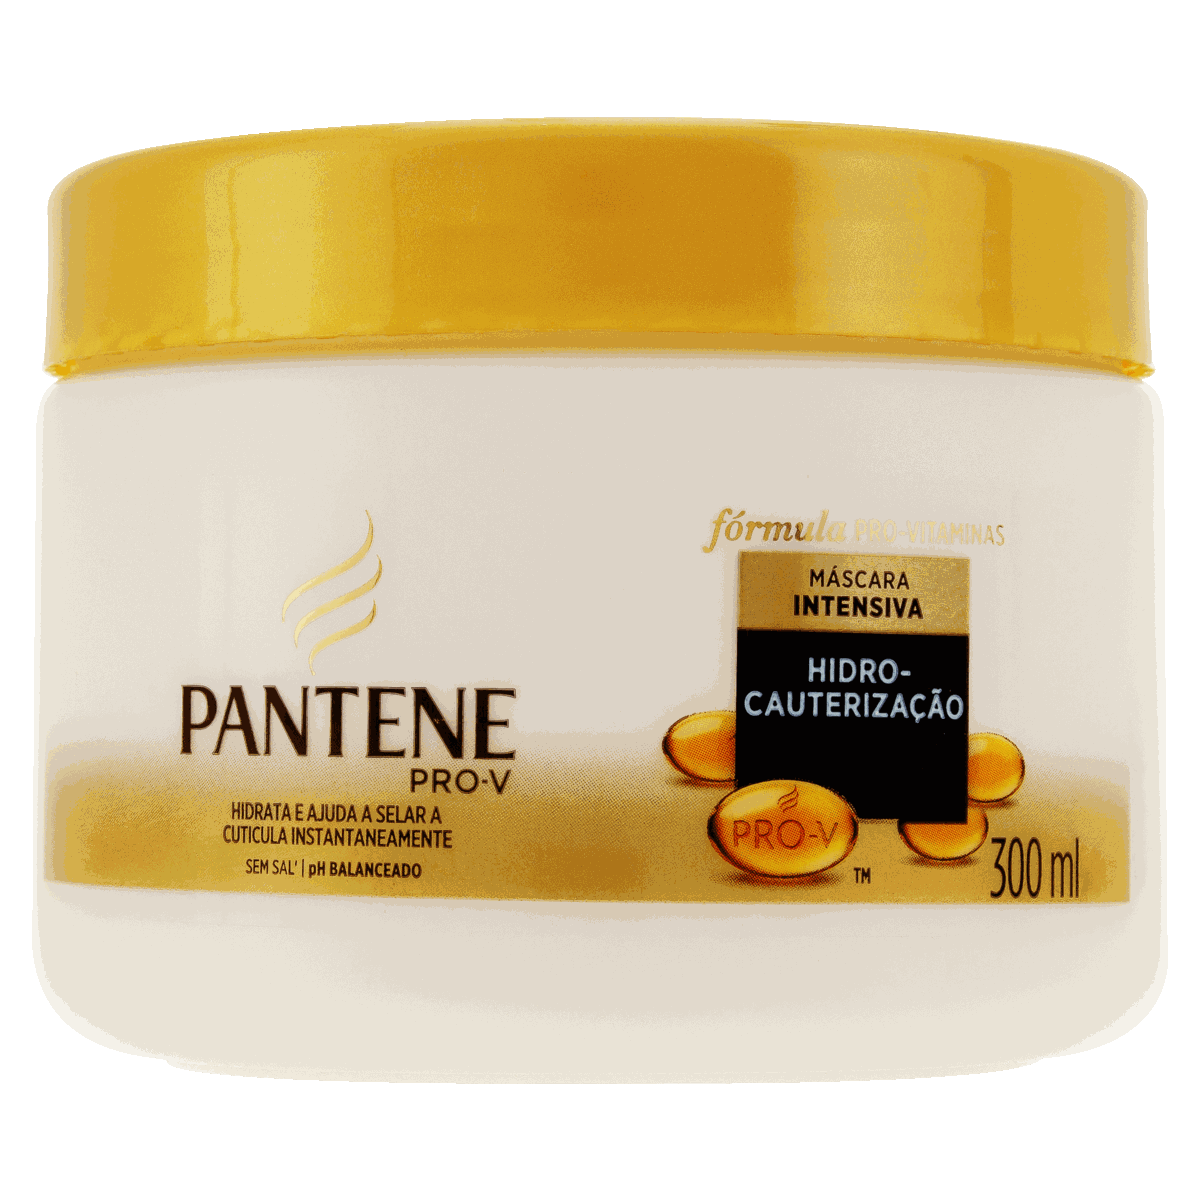 PANTENE
PRO-V
HIDRATA E AJUDA A SELAR A
CUTICULA INSTANTANEAMENTE
SEM SAL' | pH BALANCEADO
fórmula PRO-VITAMINAS
MÁSCARA
INTENSIVA
HIDRO-
CAUTERIZAÇÃO
PRO-V
TM
300 ml